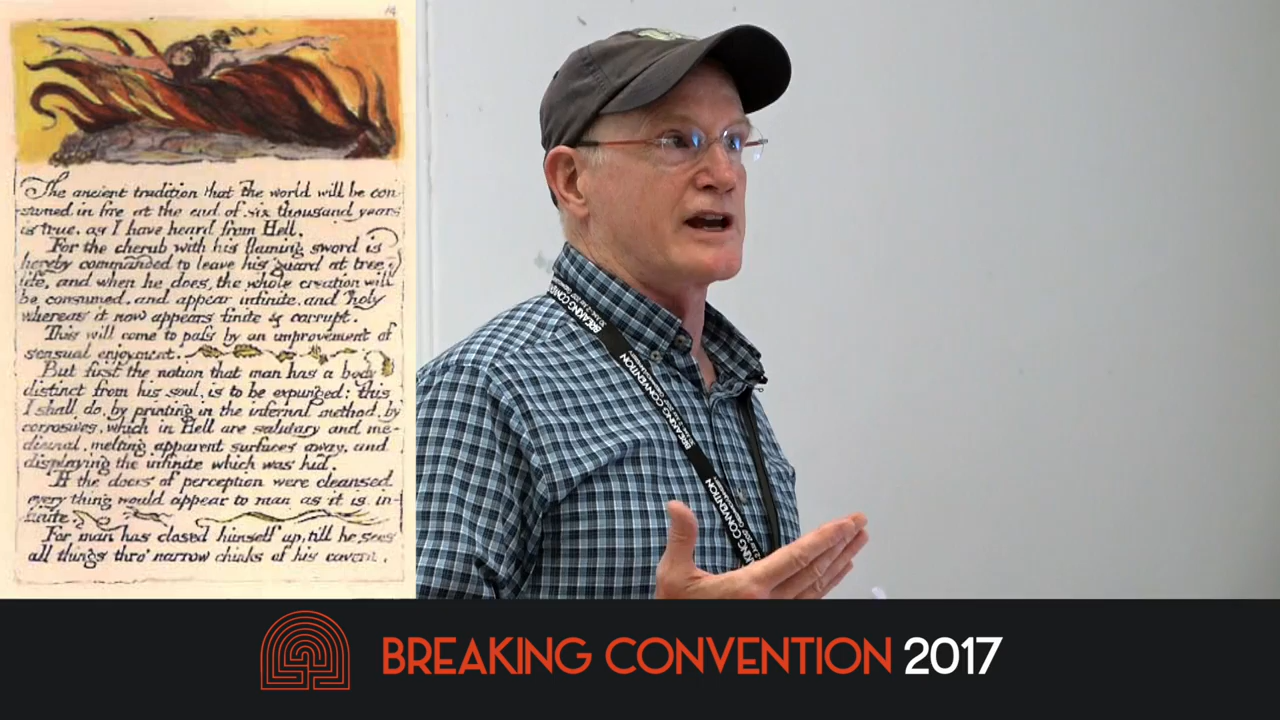 14
The ancient tradition that the world will be con-
-sumed in fire at the end of six thousand years
is true, as I have heard from Hell.
For the cherub with his flaming sword is
hereby commanded to leave his guard at tree of
life, and when he does, the whole creation will
be consumed, and appear infinite, and holy
whereas it now appears finite & corrupt.
This will come to pass by an improvement of
sensual enjoyment.
But first the notion that man has a body
distinct from his soul, is to be expunged: this
I shall do, by printing in the infernal method, by
corrosives, which in Hell are salutary and me-
-dicinal, melting apparent surfaces away, and
displaying the infinite which was hid.
If the doors of perception were cleansed
every thing would appear to man as it is, in-
-finite.
For man has closed himself up, till he sees
all things thro' narrow chinks of his cavern.
BREAKING CONVENTION
BREAKING CONVENTION
BREAKING CONVENTION
BREAKING CONVENTION 2017